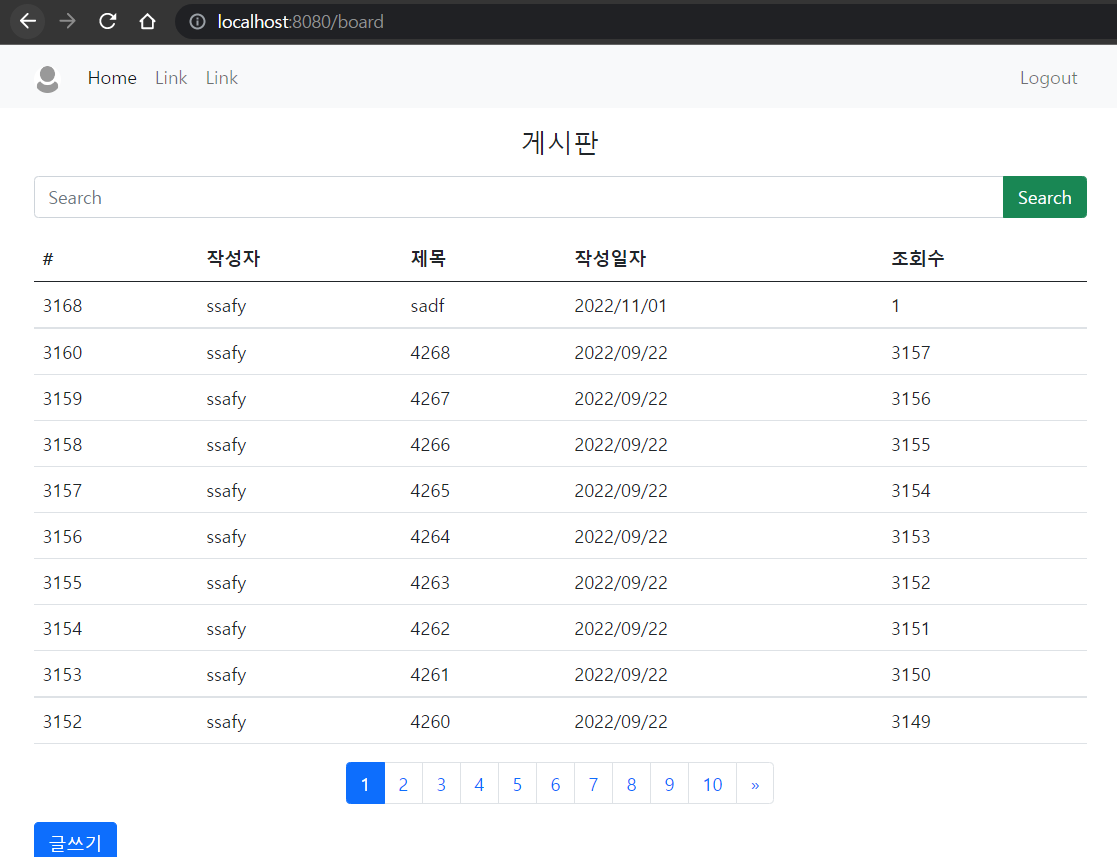 localhost:8080/board
Home Link Link Logout
게시판
Search Search
# 작성자 제목 작성일자 조회수
3168 ssafy sadf 2022/11/01 1
3160 ssafy 4268 2022/09/22 3157
3159 ssafy 4267 2022/09/22 3156
3158 ssafy 4266 2022/09/22 3155
3157 ssafy 4265 2022/09/22 3154
3156 ssafy 4264 2022/09/22 3153
3155 ssafy 4263 2022/09/22 3152
3154 ssafy 4262 2022/09/22 3151
3153 ssafy 4261 2022/09/22 3150
3152 ssafy 4260 2022/09/22 3149
1 2 3 4 5 6 7 8 9 10 »
글쓰기